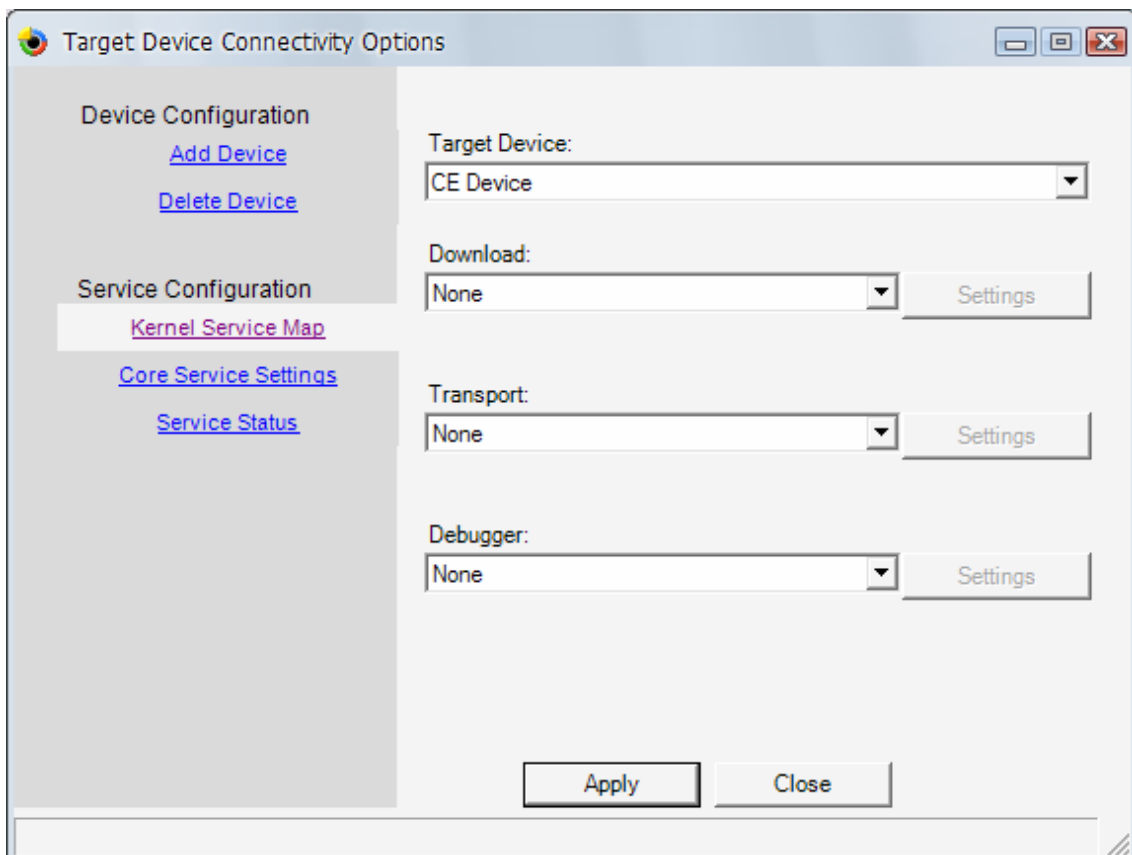 Target Device Connectivity Options
Device Configuration
Add Device
Delete Device
Service Configuration
Kernel Service Map
Core Service Settings
Service Status
Target Device:
CE Device
Download:
None
Settings
Transport:
None
Settings
Debugger:
None
Settings
Apply
Close